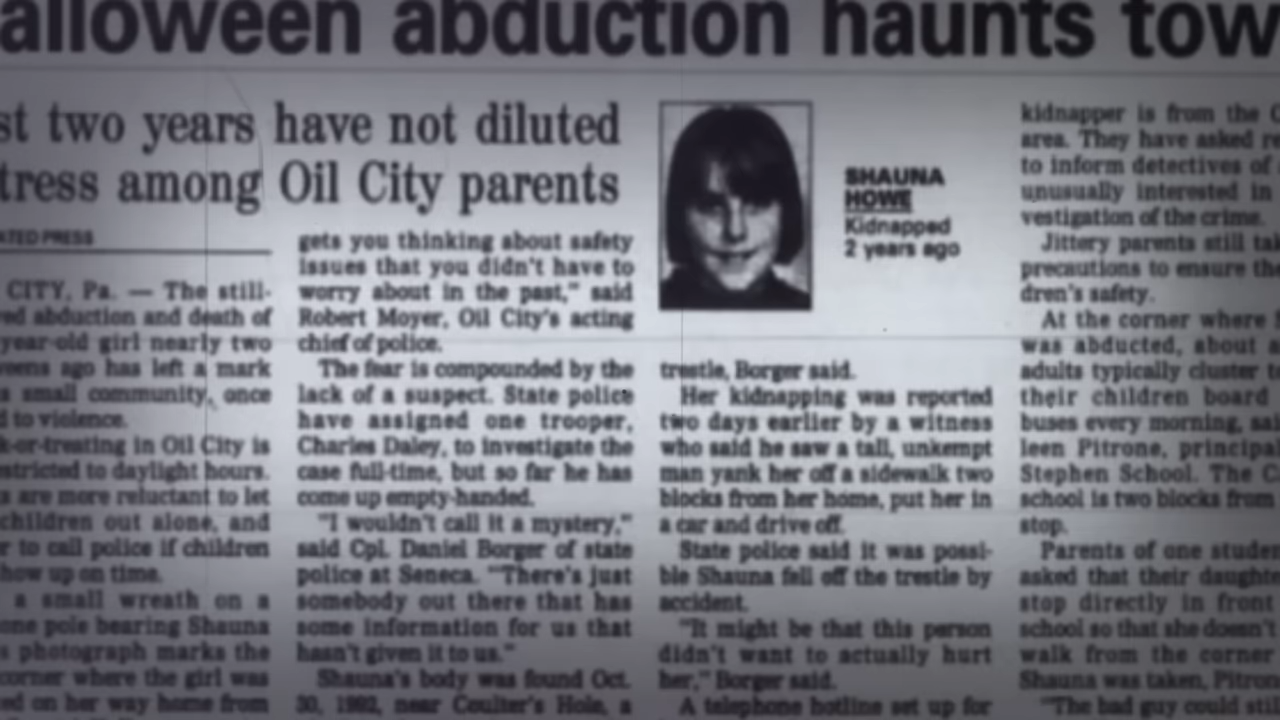 alloween abduction haunts tow
st two years have not diluted
tress among Oil City parents
ATED PRESS
CITY, Pa. — The still-
ed abduction and death of
year-old girl nearly two
eens ago has left a mark
a small community, once
d to violence.
k-or-treating in Oil City is
stricted to daylight hours.
s are more reluctant to let
children out alone, and
r to call police if children
how up on time.
a small wreath on a
one pole bearing Shauna
s photograph marks the
corner where the girl was
ed on her way home from
gets you thinking about safety
issues that you didn't have to
worry about in the past," said
Robert Moyer, Oil City's acting
chief of police.
The fear is compounded by the
lack of a suspect. State police
have assigned one trooper,
Charles Daley, to investigate the
case full-time, but so far he has
come up empty-handed.
"I wouldn't call it a mystery,"
said Cpl. Daniel Borger of state
police at Seneca. "There's just
somebody out there that has
some information for us that
hasn't given it to us."
Shauna's body was found Oct.
30, 1992, near Coulter's Hole, a
SHAUNA
HOWE
Kidnapped
2 years ago
trestle, Borger said.
Her kidnapping was reported
two days earlier by a witness
who said he saw a tall, unkempt
man yank her off a sidewalk two
blocks from her home, put her in
a car and drive off.
State police said it was possi-
ble Shauna fell off the trestle by
accident.
"It might be that this person
didn't want to actually hurt
her," Borger said.
A telephone hotline set up for
kidnapper is from the
area. They have asked
to inform detectives of
unusually interested in
vestigation of the crime.
Jittery parents still
precautions to ensure
dren's safety.
At the corner where
was abducted, about
adults typically cluster
their children board
buses every morning,
leen Pitrone,
Stephen School. The
school is two blocks from
stop.
Parents of one
asked that their
stop directly in front
school so that she doesn't
walk from the corner
Shauna was taken,
"The bad guy could